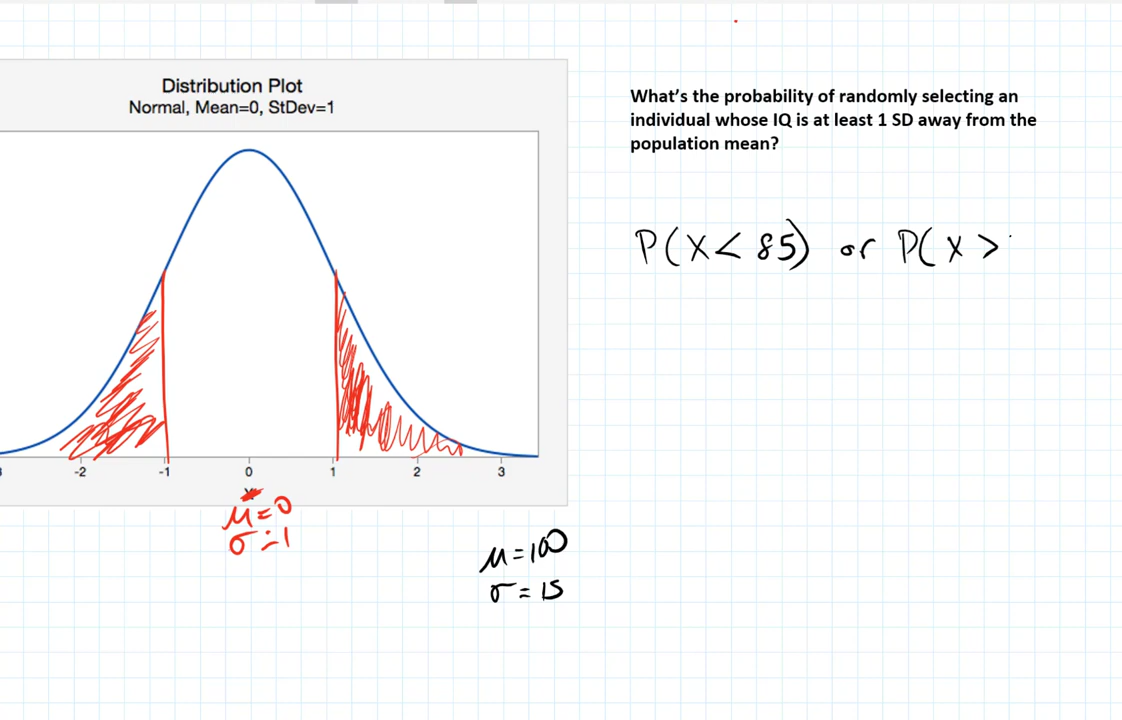 Distribution Plot
Normal, Mean=0, StDev=1
What's the probability of randomly selecting an
individual whose IQ is at least 1 SD away from the
population mean?
P(X < 85) or P(X >
-2 -1 0 1 2 3
μ=0
σ=1
μ=100
σ=15